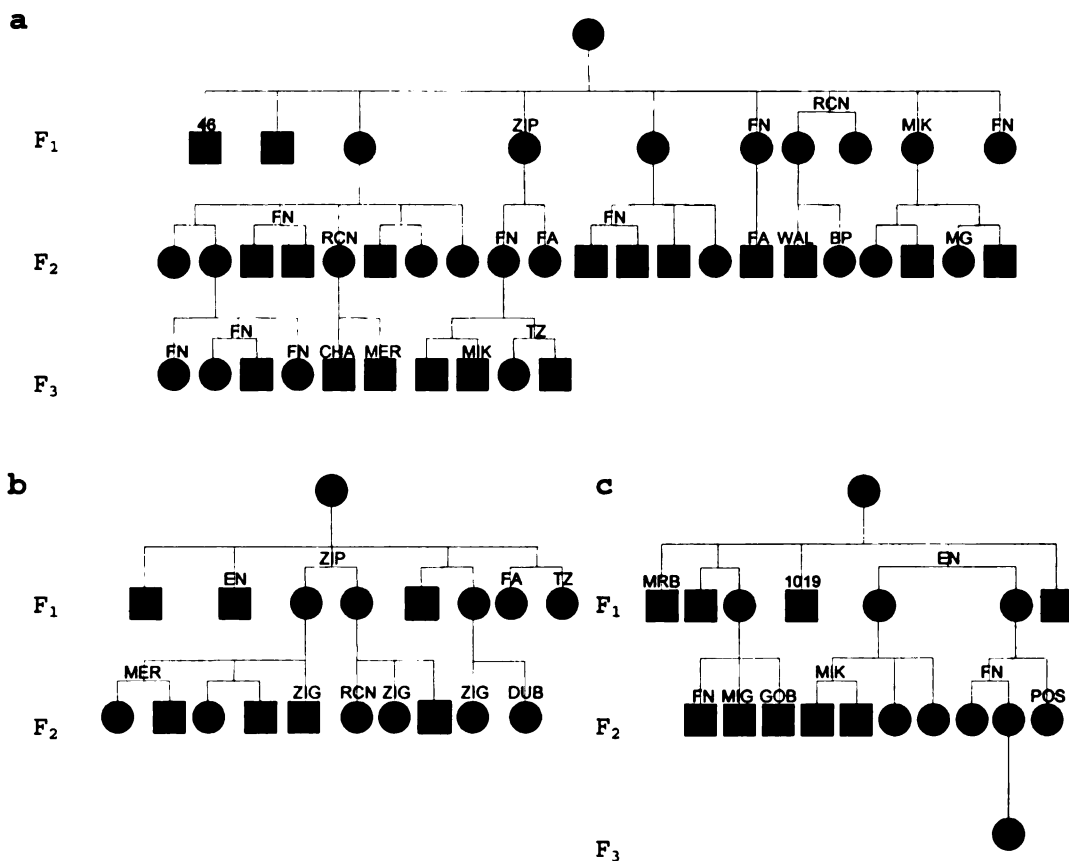 a
RCN
46 ZIP FN MIK FN
F1
FN RCN FN FA FN FA WAL BP MG
F2
FN FN FN CHA MER MIK TZ
F3
b c
ZIP EN
EN FA TZ MRB 1019
F1 F1
MER ZIG RCN ZIG ZIG DUB FN MIG GOB MIK FN POS
F2 F2
F3